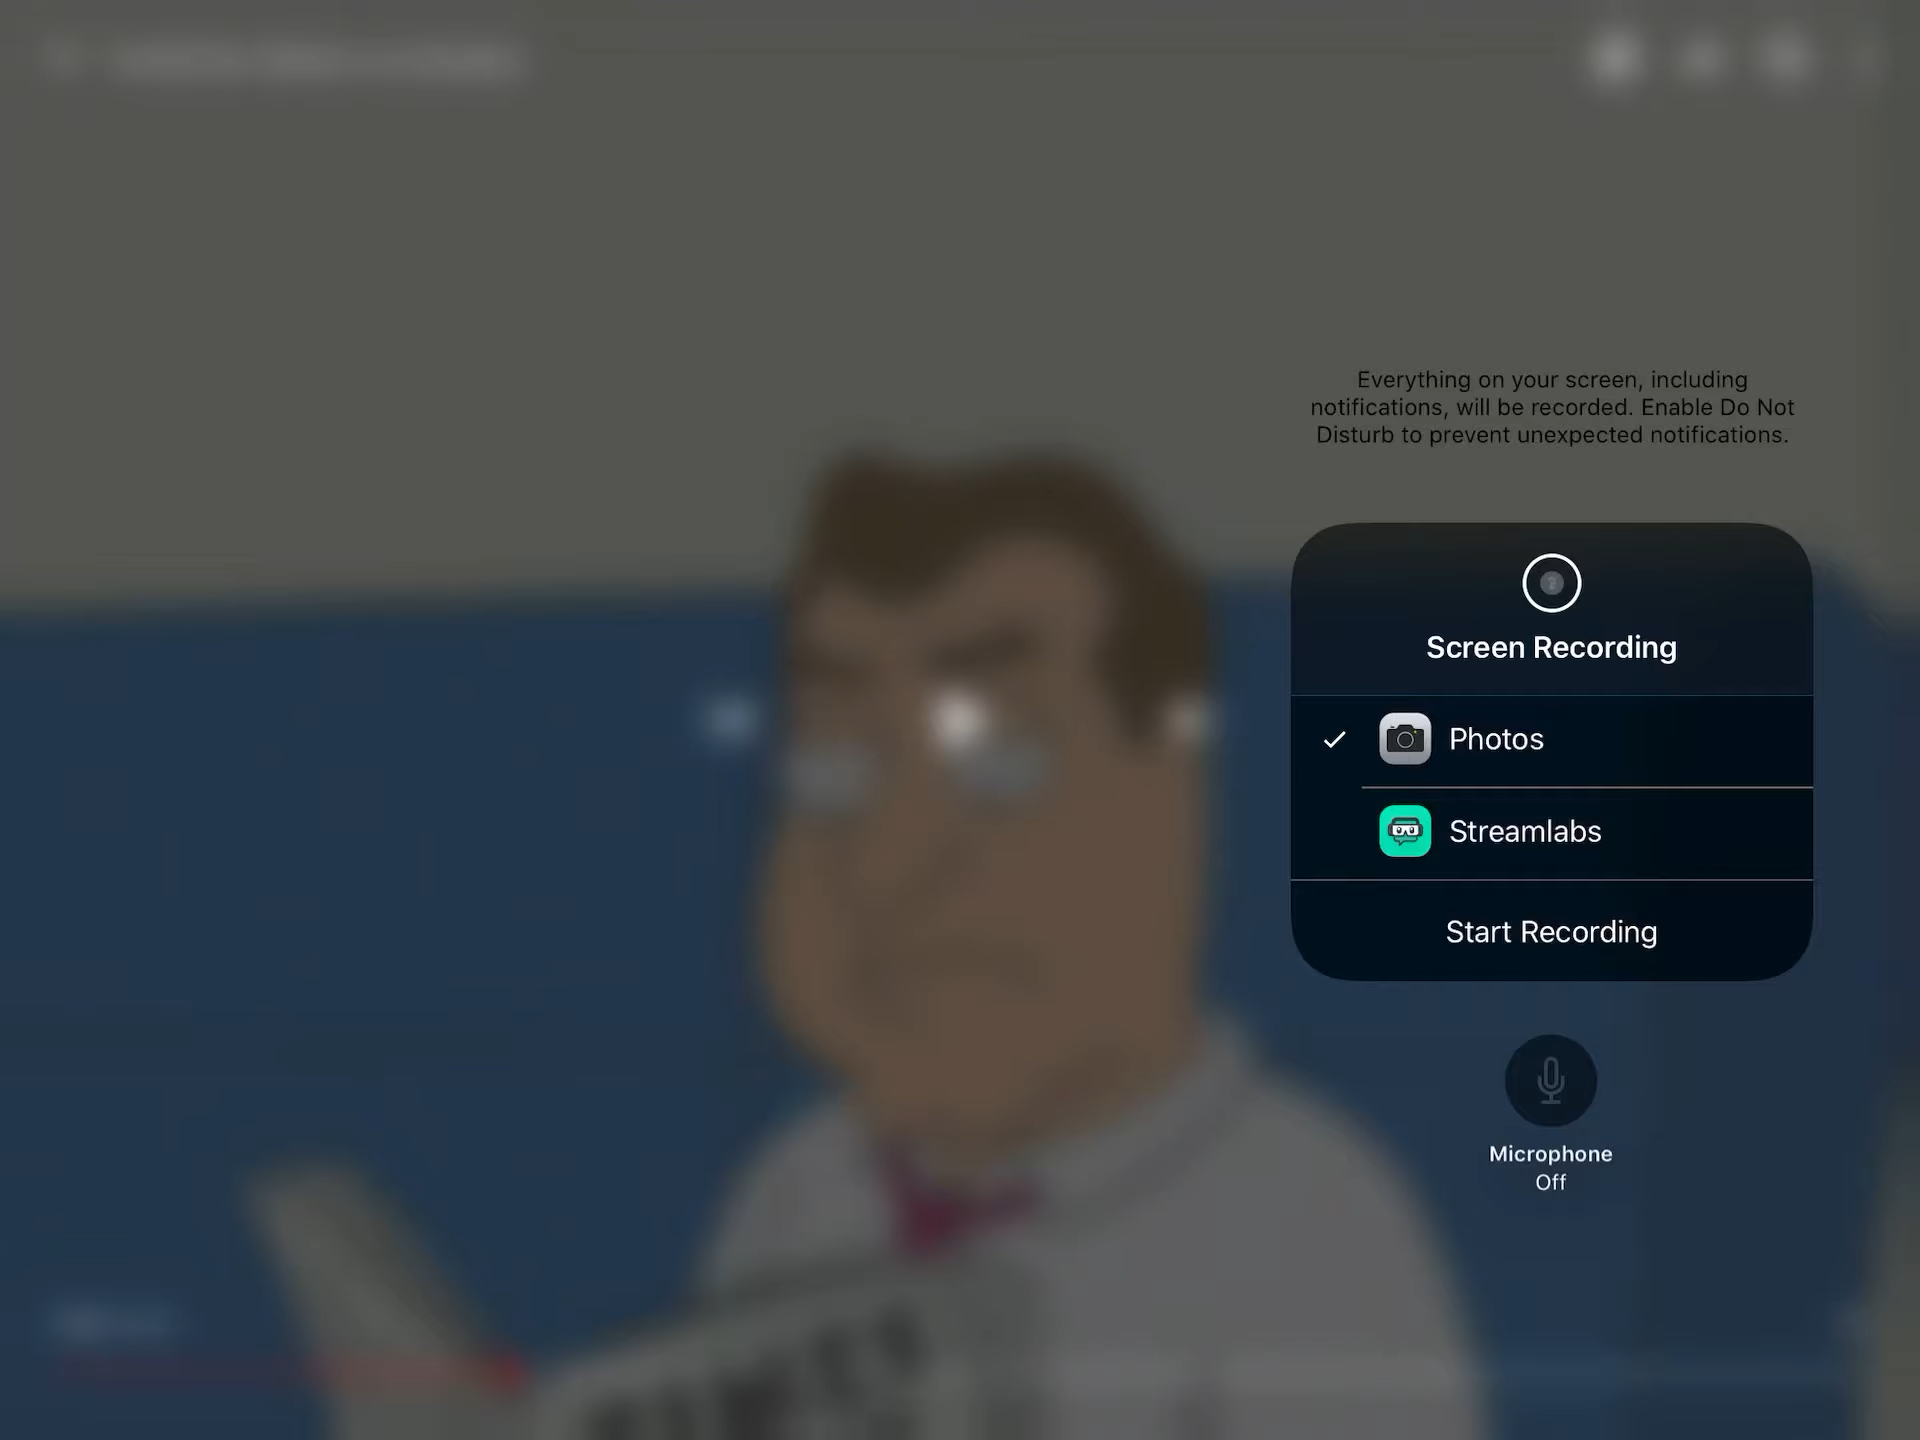 Everything on your screen, including
notifications, will be recorded. Enable Do Not
Disturb to prevent unexpected notifications.
Screen Recording
Photos
Streamlabs
Start Recording
Microphone
Off